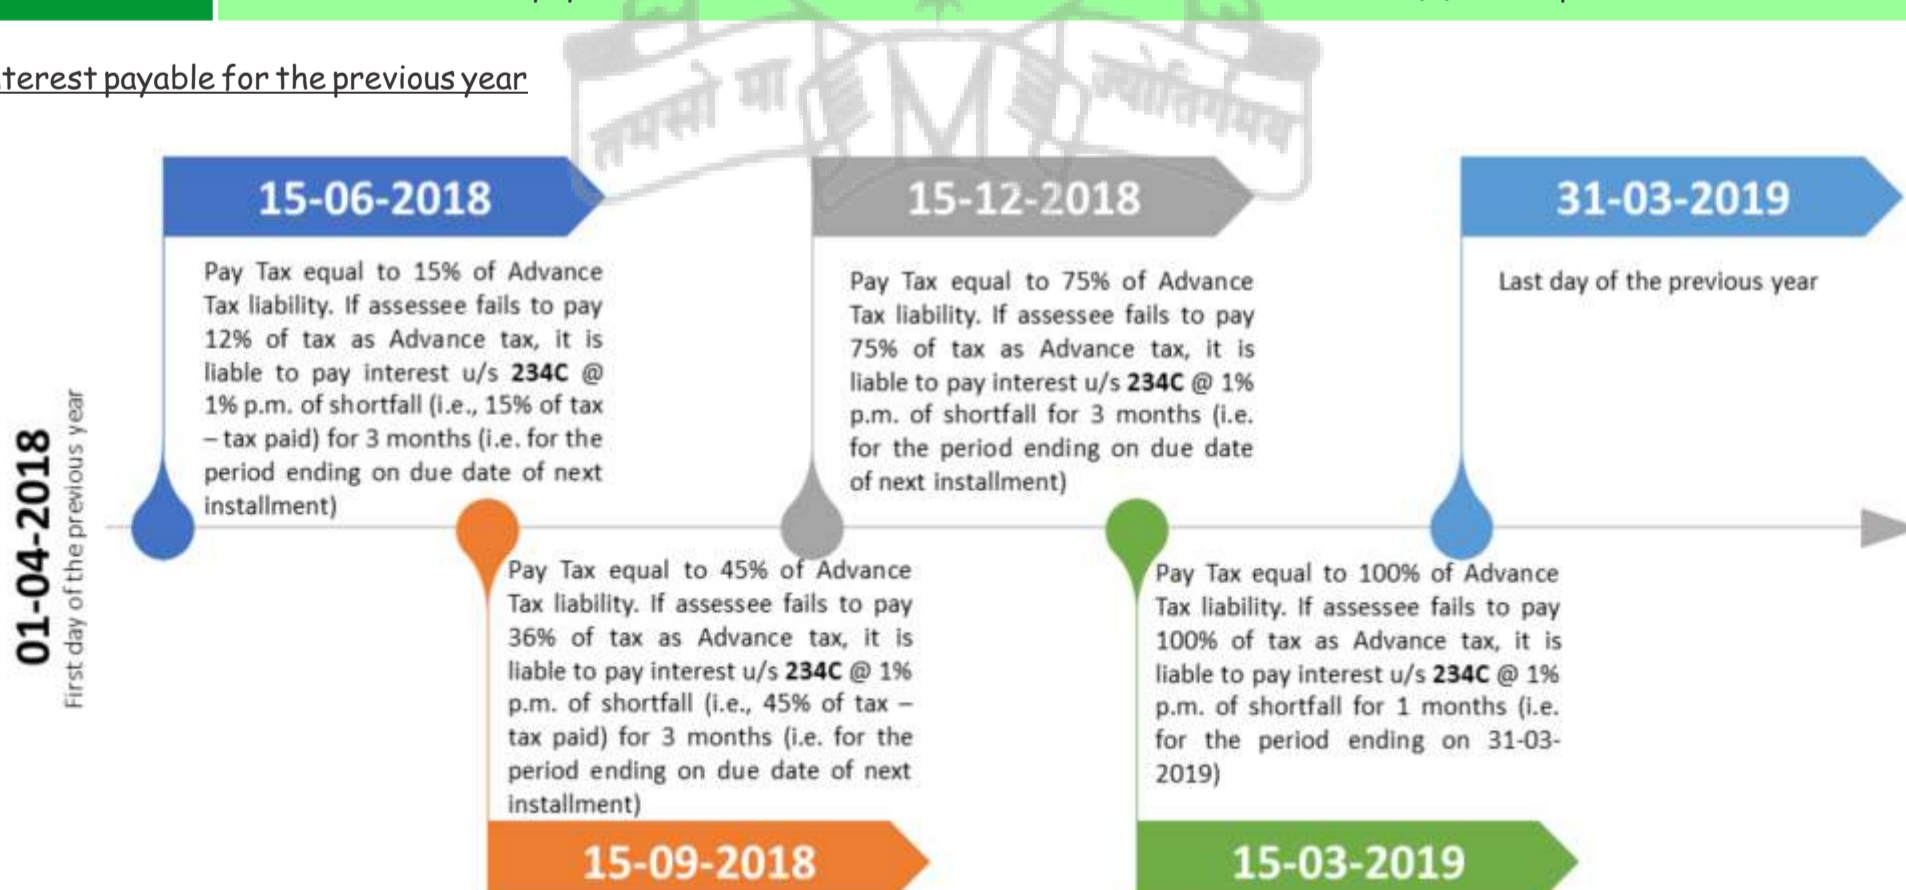 terest payable for the previous year
तमसो मा
ज्योतिर्गमय
15-06-2018
Pay Tax equal to 15% of Advance
Tax liability. If assessee fails to pay
12% of tax as Advance tax, it is
liable to pay interest u/s 234C @
1% p.m. of shortfall (i.e., 15% of tax
– tax paid) for 3 months (i.e. for the
period ending on due date of next
installment)
15-12-2018
Pay Tax equal to 75% of Advance
Tax liability. If assessee fails to pay
75% of tax as Advance tax, it is
liable to pay interest u/s 234C @ 1%
p.m. of shortfall for 3 months (i.e.
for the period ending on due date
of next installment)
31-03-2019
Last day of the previous year
01-04-2018
First day of the previous year
Pay Tax equal to 45% of Advance
Tax liability. If assessee fails to pay
36% of tax as Advance tax, it is
liable to pay interest u/s 234C @ 1%
p.m. of shortfall (i.e., 45% of tax –
tax paid) for 3 months (i.e. for the
period ending on due date of next
installment)
15-09-2018
Pay Tax equal to 100% of Advance
Tax liability. If assessee fails to pay
100% of tax as Advance tax, it is
liable to pay interest u/s 234C @ 1%
p.m. of shortfall for 1 months (i.e.
for the period ending on 31-03-
2019)
15-03-2019